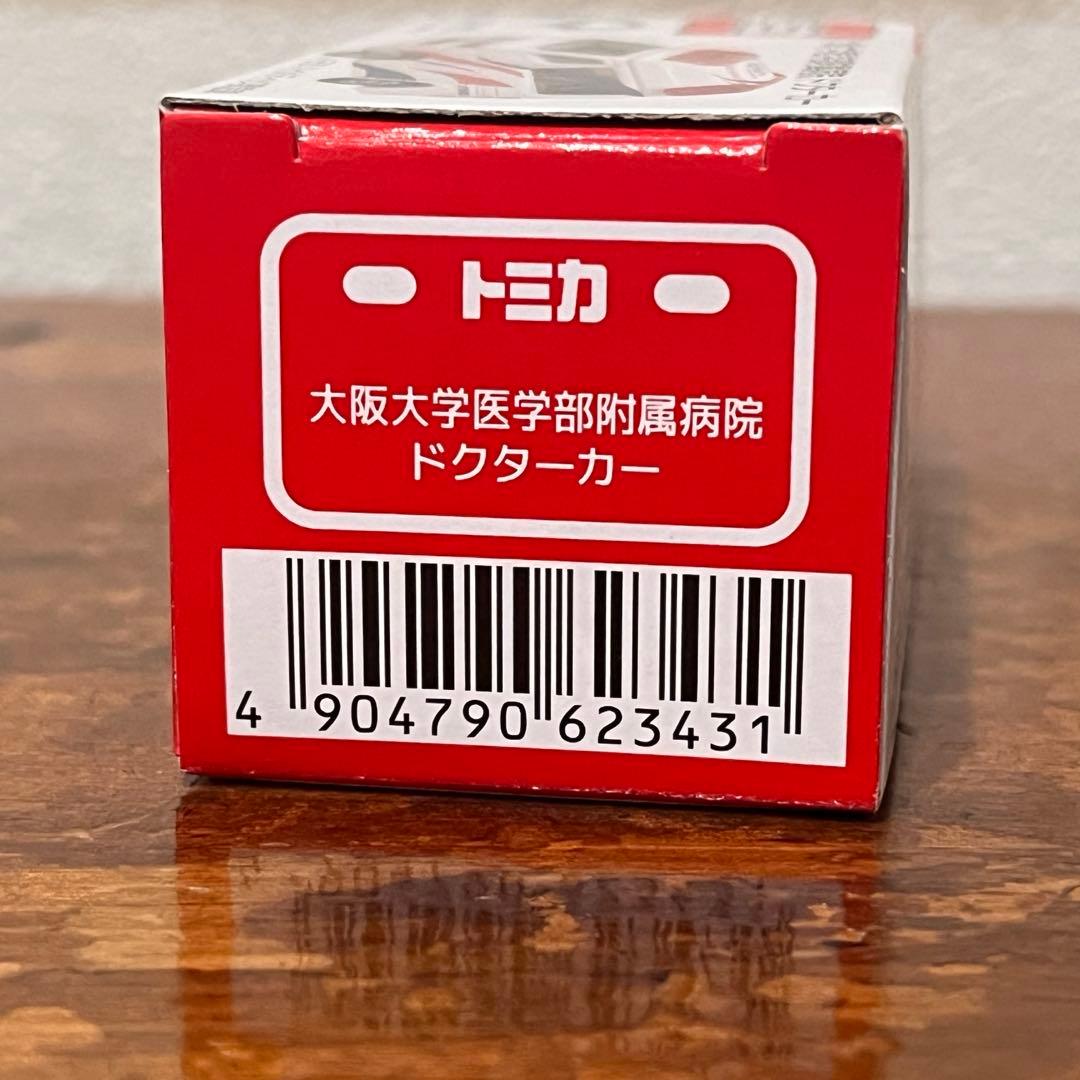 トミカ
大阪大学医学部附属病院
ドクターカー
4 904790 623431